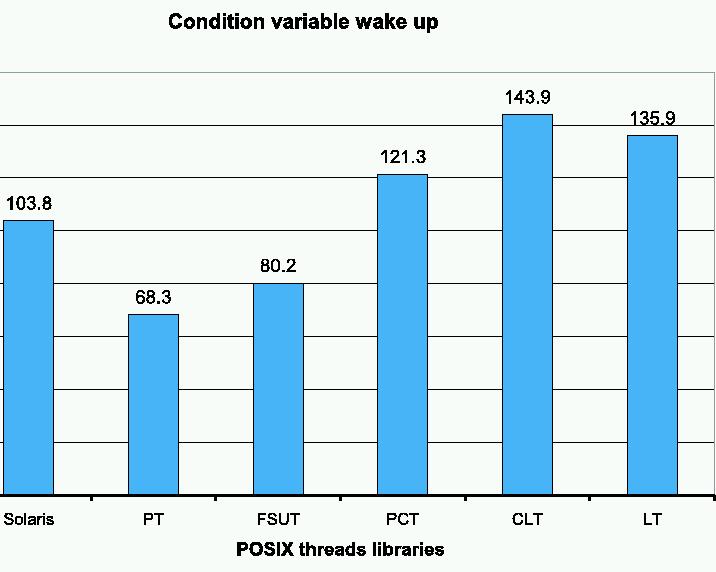 Condition variable wake up
143.9
135.9
121.3
103.8
80.2
68.3
Solaris PT FSUT PCT CLT LT
POSIX threads libraries